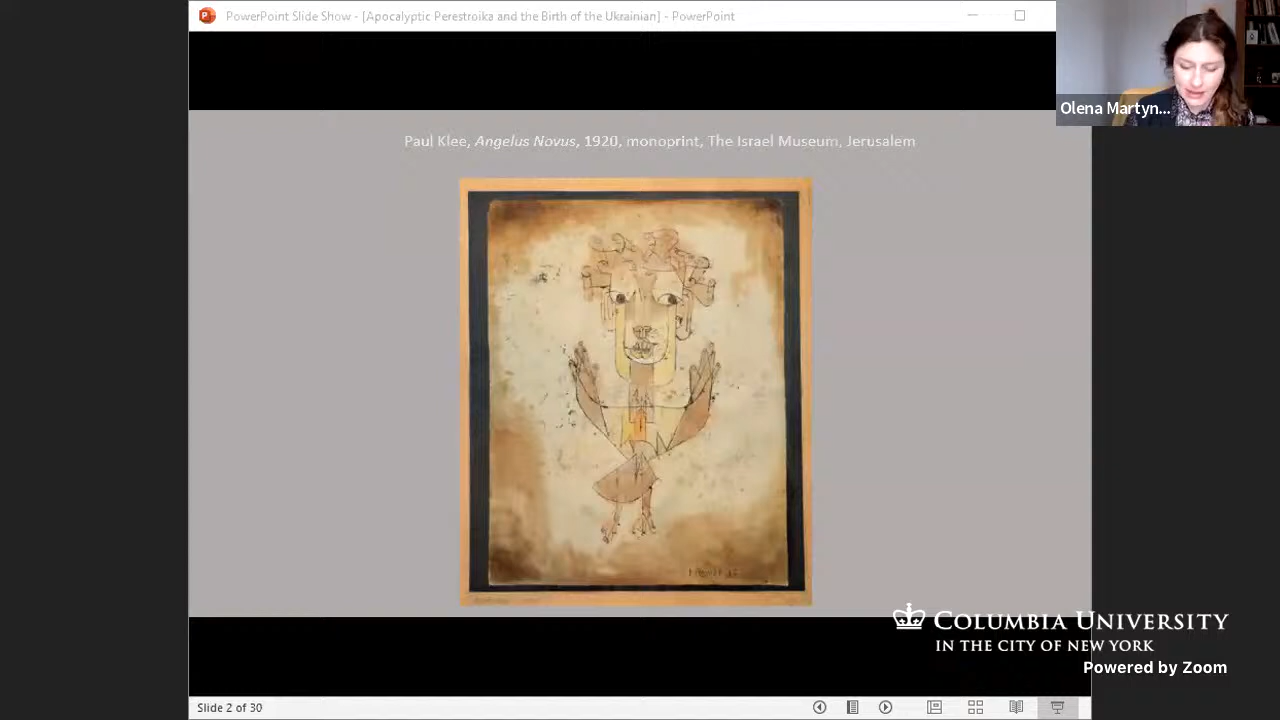 PowerPoint Slide Show - [Apocalyptic Perestroika and the Birth of the Ukrainian] - PowerPoint
Olena Martyn...
Paul Klee, Angelus Novus, 1920, monoprint, The Israel Museum, Jerusalem
COLUMBIA UNIVERSITY
IN THE CITY OF NEW YORK
Powered by Zoom
Slide 2 of 30